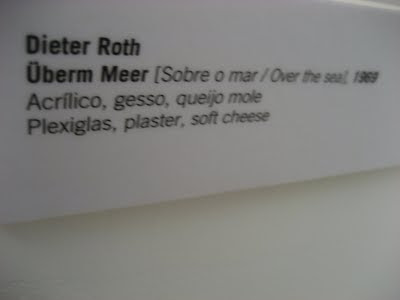 Dieter Roth
Überm Meer [Sobre o mar / Over the sea], 1969
Acrílico, gesso, queijo mole
Plexiglas, plaster, soft cheese